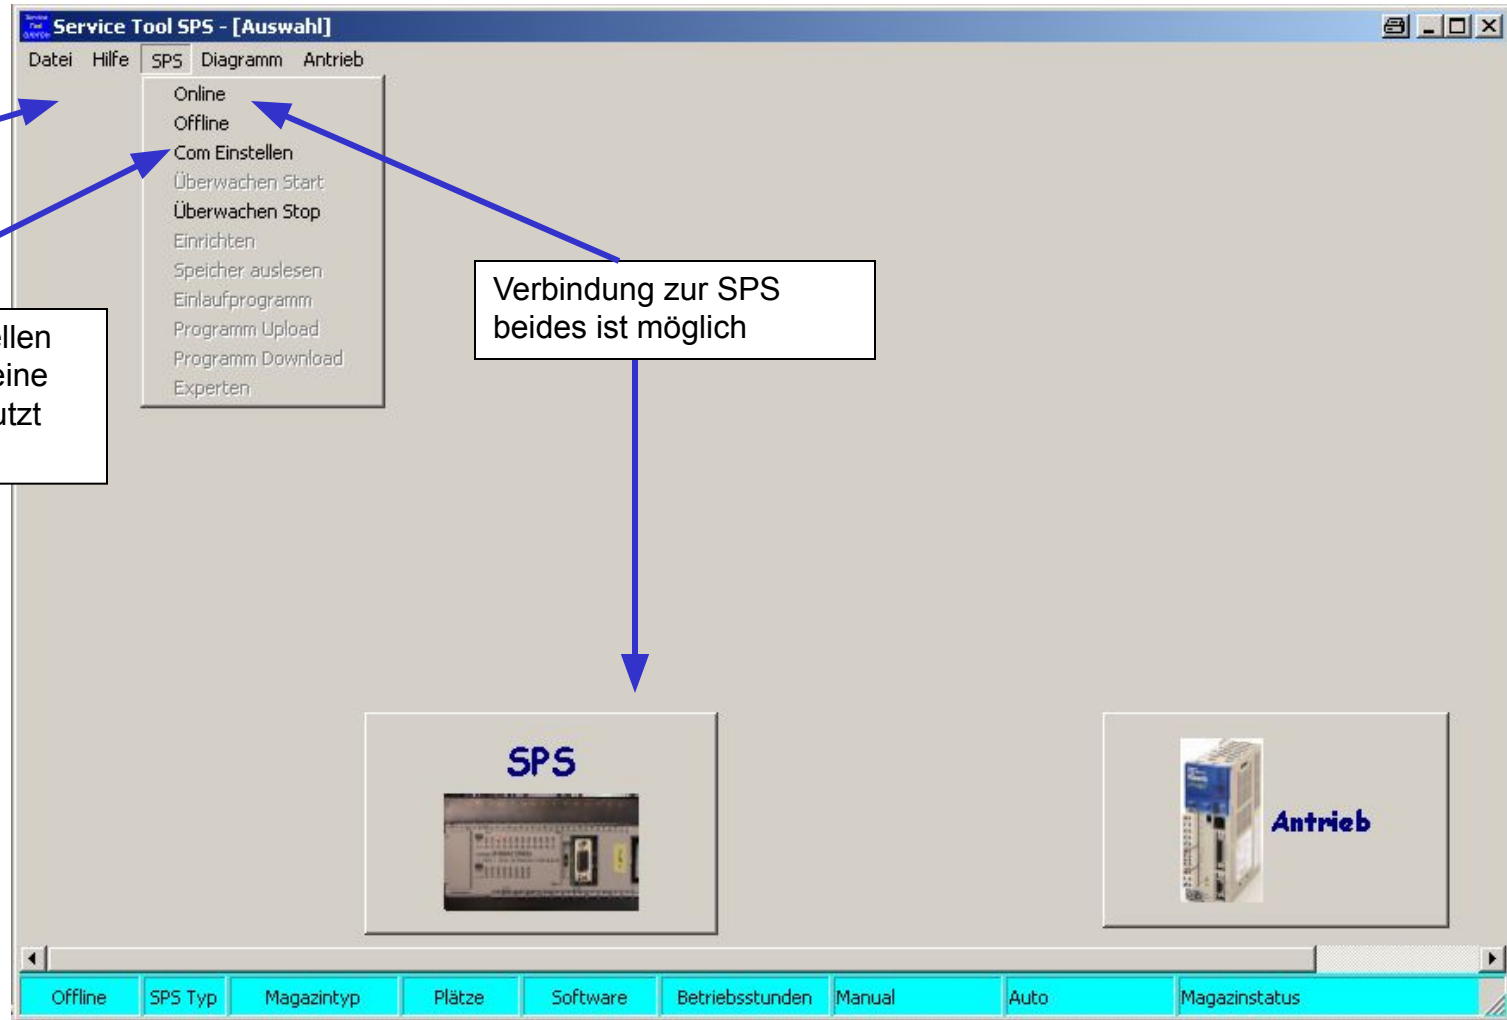 Service Tool SPS - [Auswahl]
Datei Hilfe SPS Diagramm Antrieb
Online
Offline
Com Einstellen
Überwachen Start
Überwachen Stop
Einrichten
Speicher auslesen
Einlaufprogramm
Programm Upload
Programm Download
Experten
Verbindung zur SPS
beides ist möglich
ellen
eine
utzt
SPS
Antrieb
Offline SPS Typ Magazintyp Plätze Software Betriebsstunden Manual Auto Magazinstatus